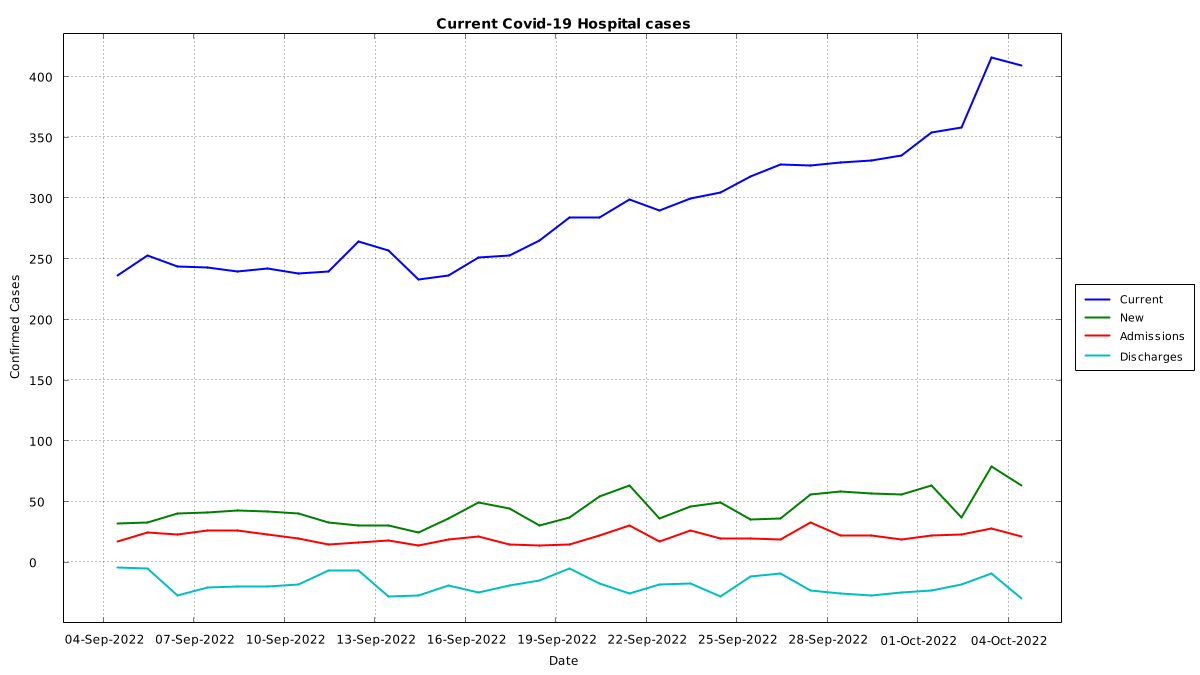 Current Covid-19 Hospital cases
400
350
300
250
200
150
100
50
0
Confirmed Cases
04-Sep-2022 07-Sep-2022 10-Sep-2022 13-Sep-2022 16-Sep-2022 19-Sep-2022 22-Sep-2022 25-Sep-2022 28-Sep-2022 01-Oct-2022 04-Oct-2022
Date
Current
New
Admissions
Discharges